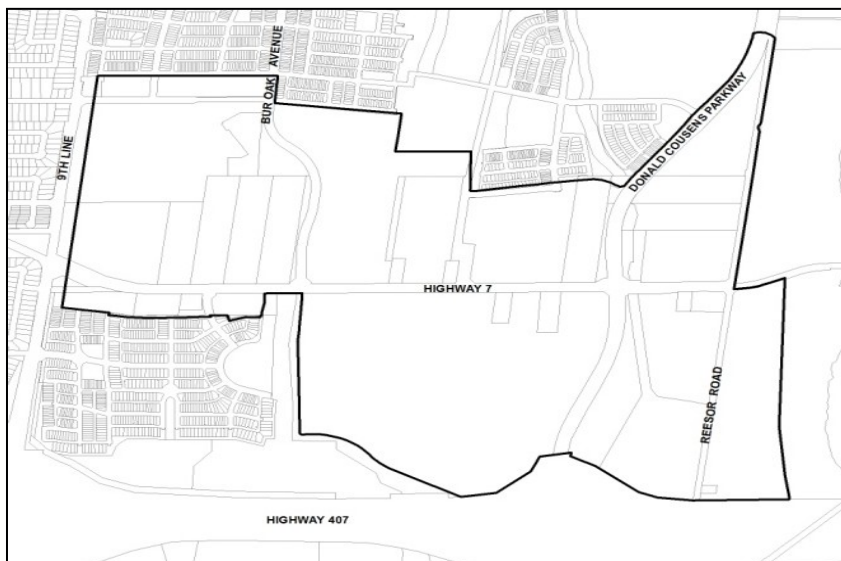 BUR OAK AVENUE
9TH LINE
DONALD COUSENS PARKWAY
HIGHWAY 7
REESOR ROAD
HIGHWAY 407